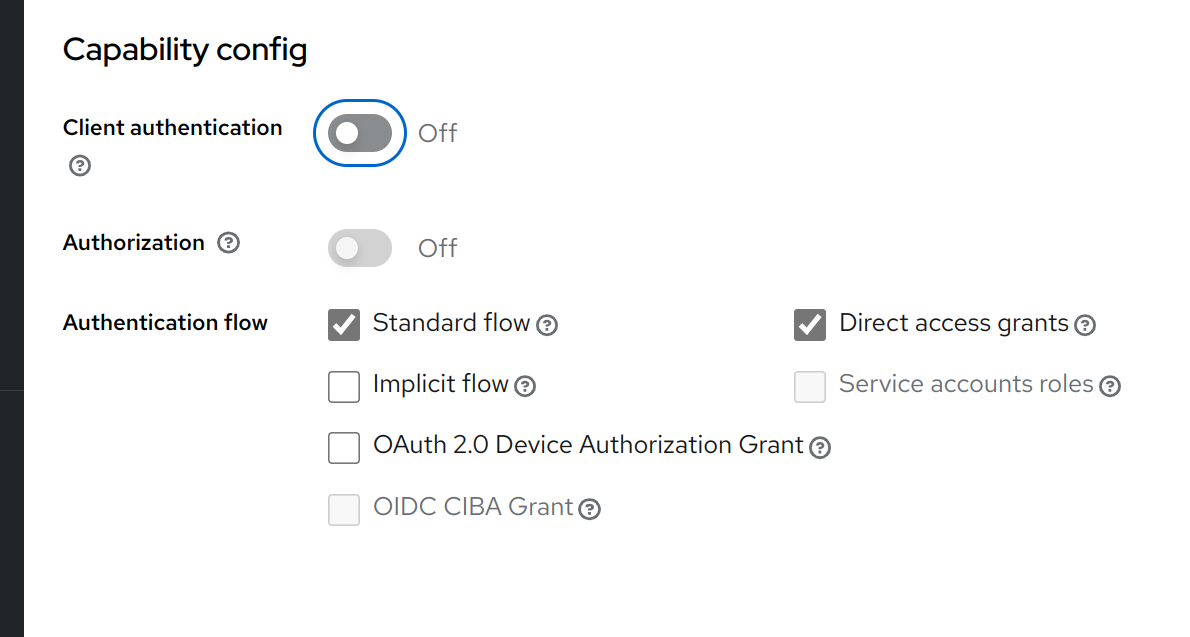 Capability config
Client authentication
Off
Authorization
Off
Authentication flow
Standard flow
Direct access grants
Implicit flow
Service accounts roles
OAuth 2.0 Device Authorization Grant
OIDC CIBA Grant